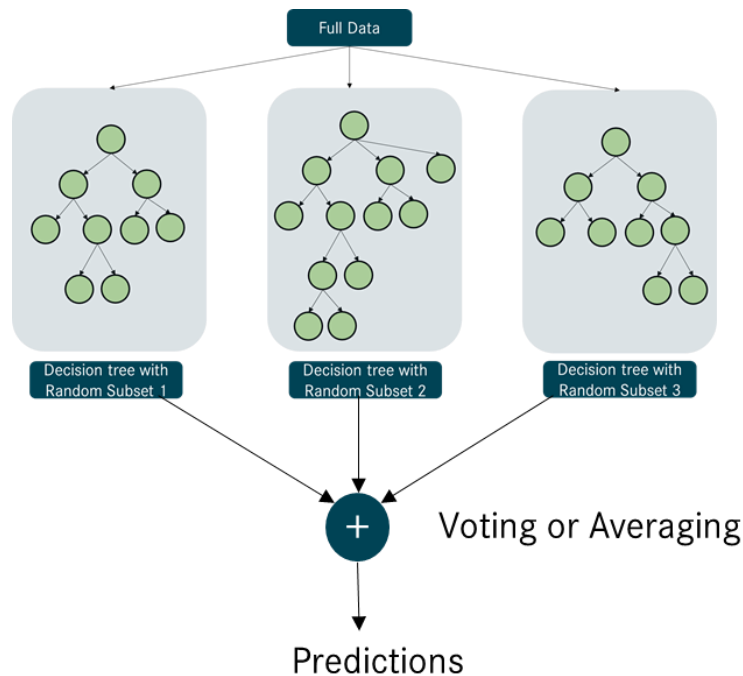 Full Data
Decision tree with
Random Subset 1
Decision tree with
Random Subset 2
Decision tree with
Random Subset 3
+
Voting or Averaging
Predictions